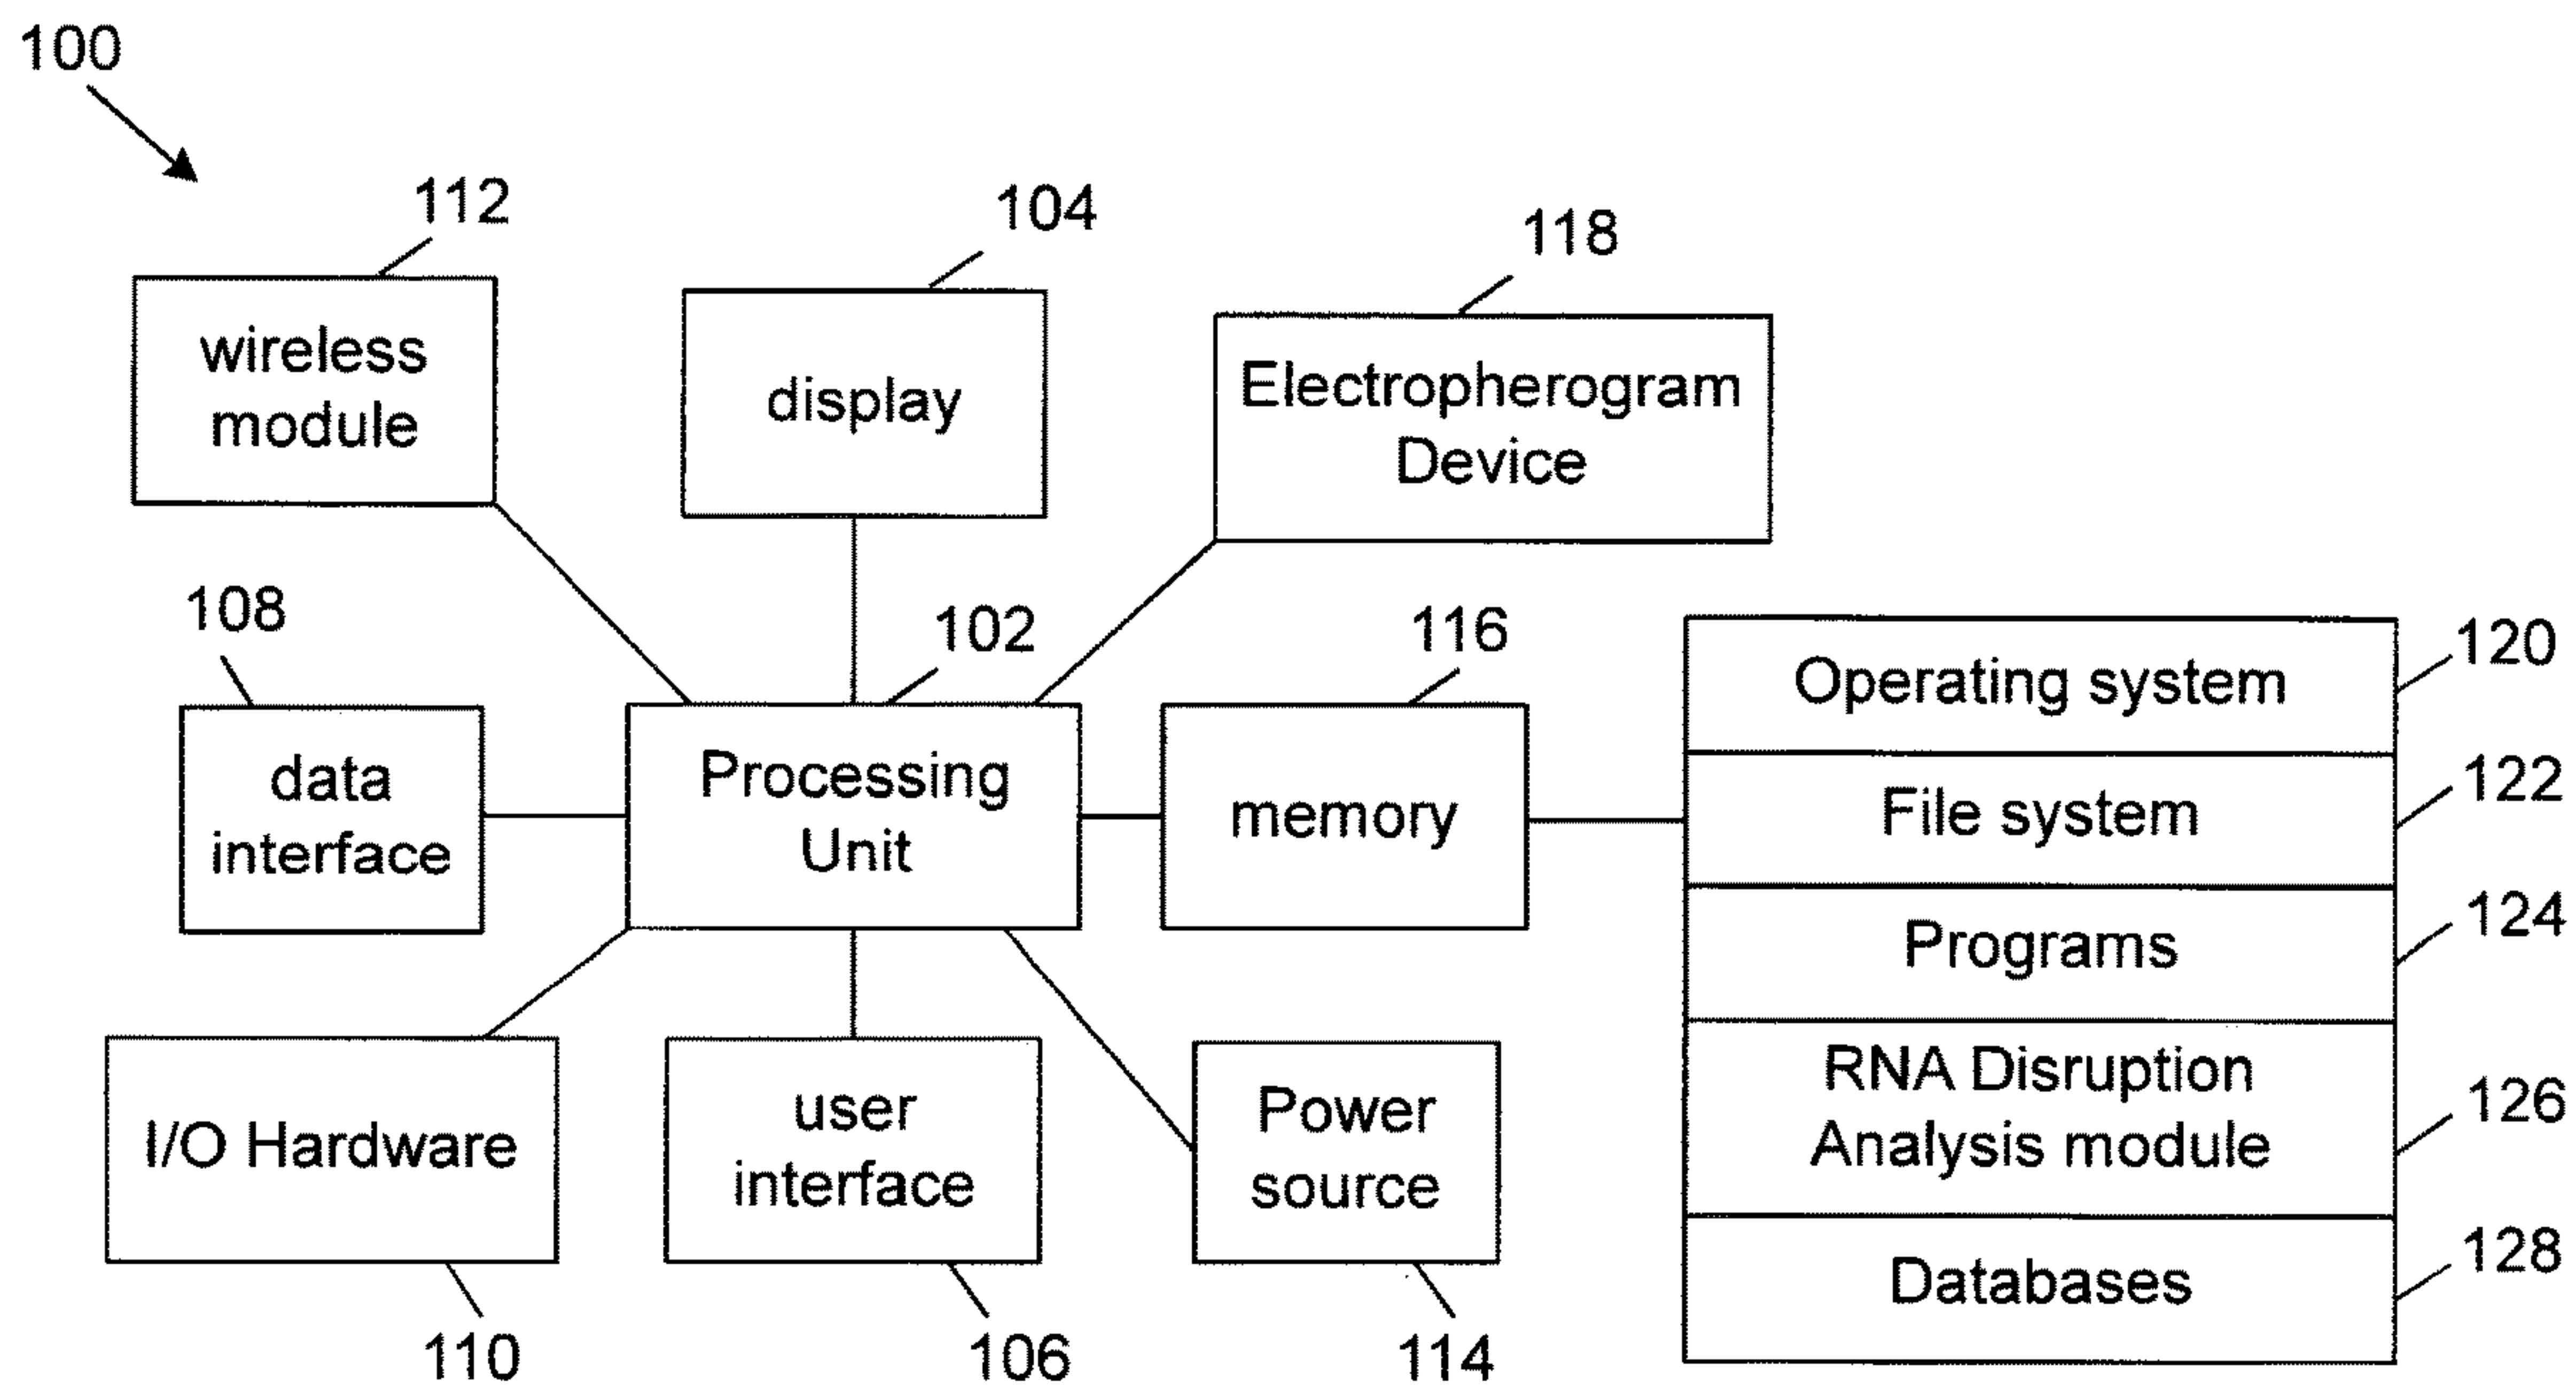 100
112
104
118
wireless
module
display
Electropherogram
Device
108
102
116
120
Operating system
data
interface
Processing
Unit
memory
122
File system
124
Programs
I/O Hardware
user
interface
Power
source
126
RNA Disruption
Analysis module
128
Databases
110
106
114